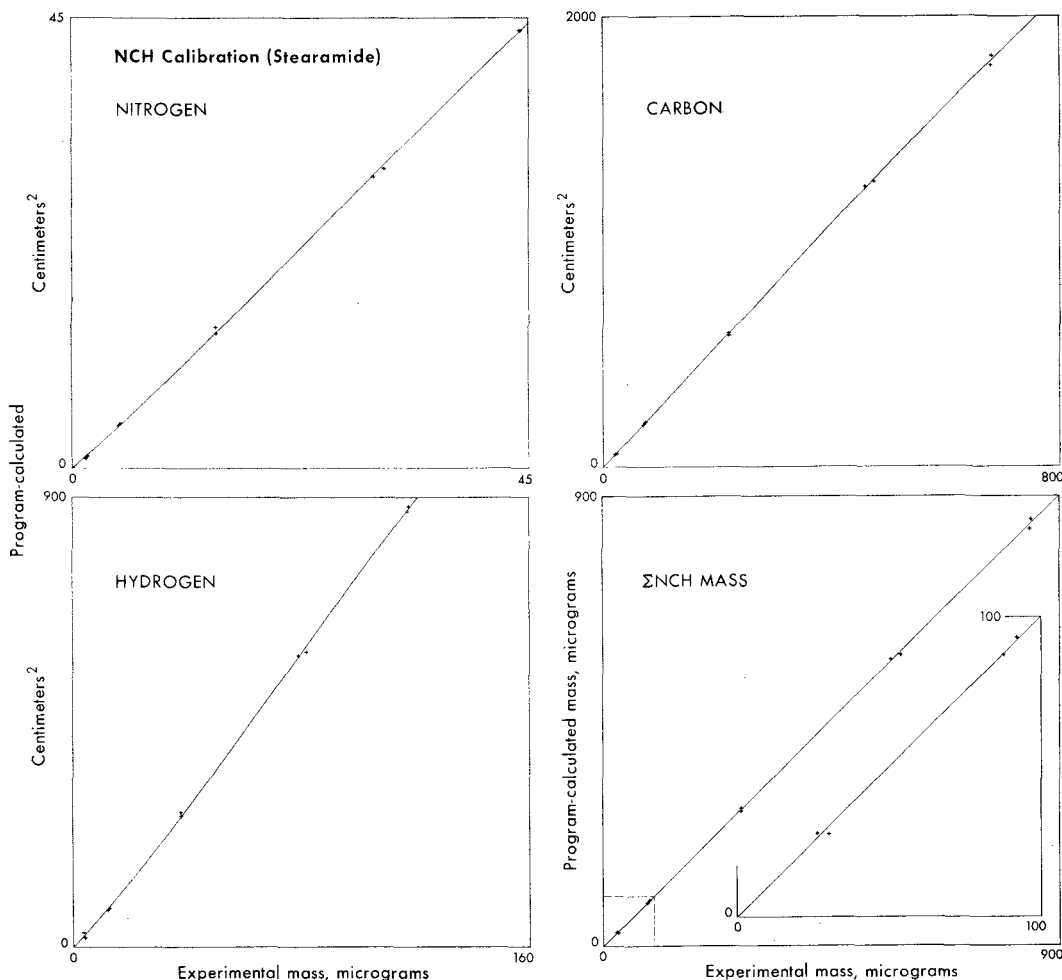 NCH Calibration (Stearamide)
45
NITROGEN
Centimeters²
0
0
45
2000
CARBON
Centimeters²
0
0
800
Program-calculated
900
HYDROGEN
Centimeters²
0
0
160
Experimental mass, micrograms
900
ΣNCH MASS
Program-calculated mass, micrograms
100
0
0
100
0
0
900
Experimental mass, micrograms